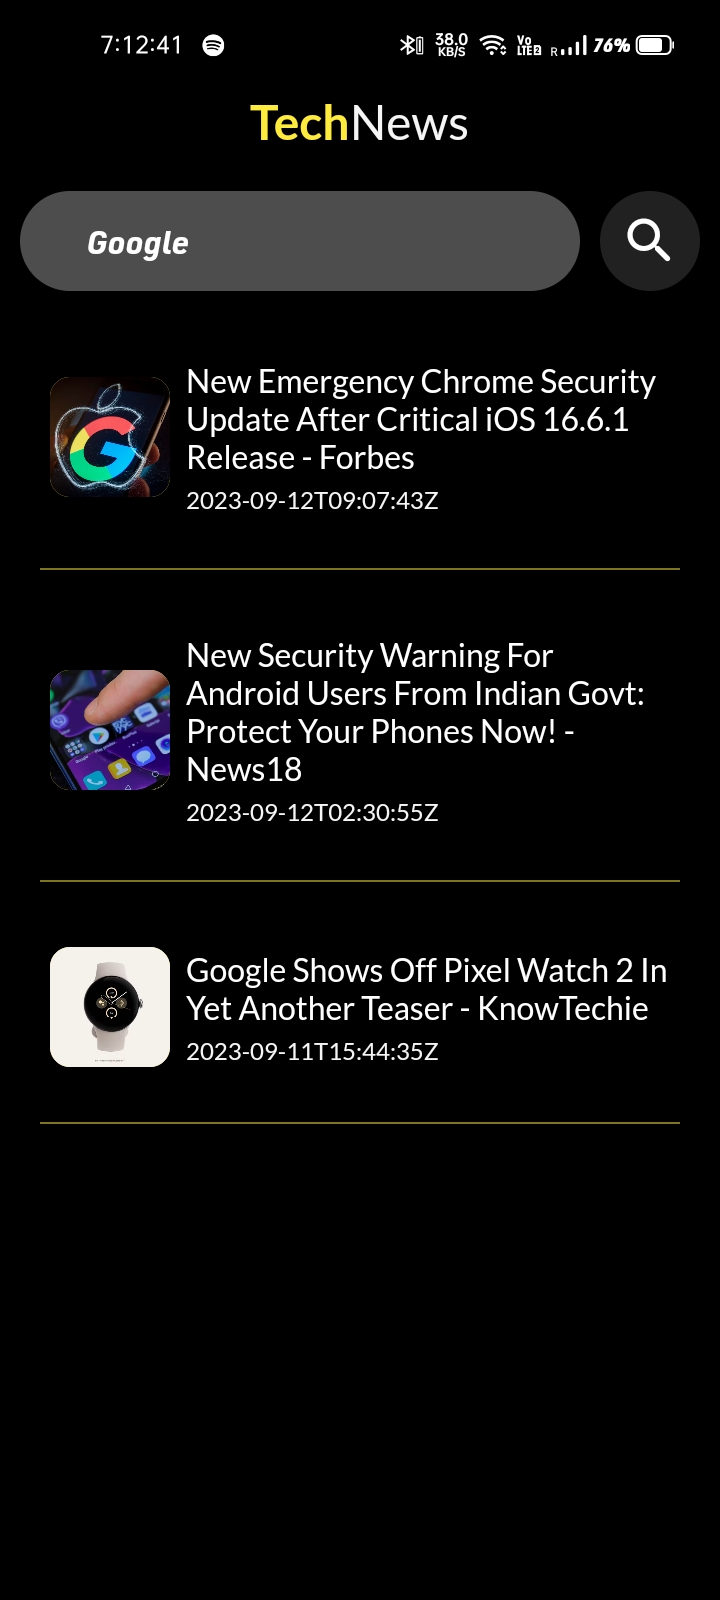 7:12:41 38.0 KB/S Vo LTE2 R 76%
TechNews
Google
New Emergency Chrome Security
Update After Critical iOS 16.6.1
Release - Forbes
2023-09-12T09:07:43Z
New Security Warning For
Android Users From Indian Govt:
Protect Your Phones Now! -
News18
2023-09-12T02:30:55Z
Google Shows Off Pixel Watch 2 In
Yet Another Teaser - KnowTechie
2023-09-11T15:44:35Z